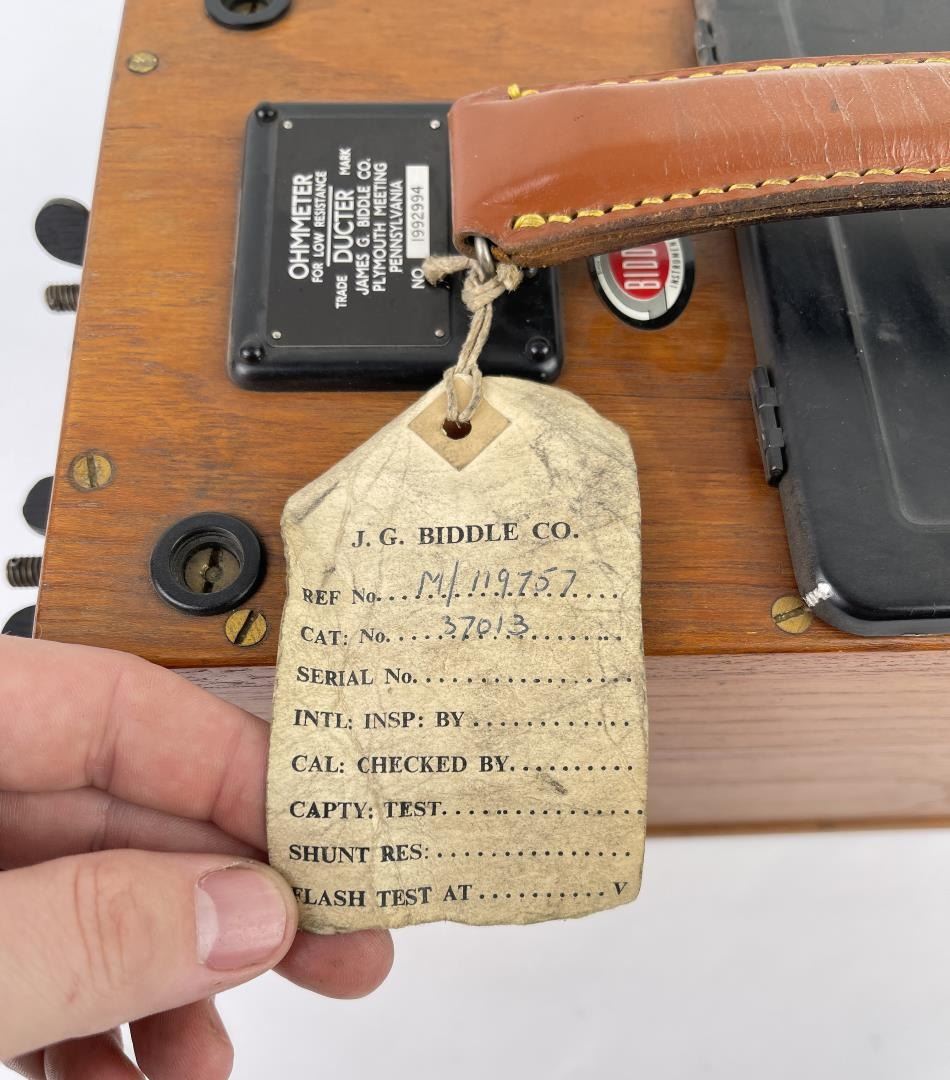 OHMMETER
FOR LOW RESISTANCE
TRADE DUCTER MARK
JAMES G. BIDDLE CO.
PLYMOUTH MEETING
PENNSYLVANIA
NO. 1992994
BIDD
INSTRUMEN
J. G. BIDDLE CO.
REF No...M/119757....
CAT: No.....37013........
SERIAL No.................
INTL: INSP: BY ............
CAL: CHECKED BY..........
CAPTY: TEST................
SHUNT RES:................
FLASH TEST AT .......... V